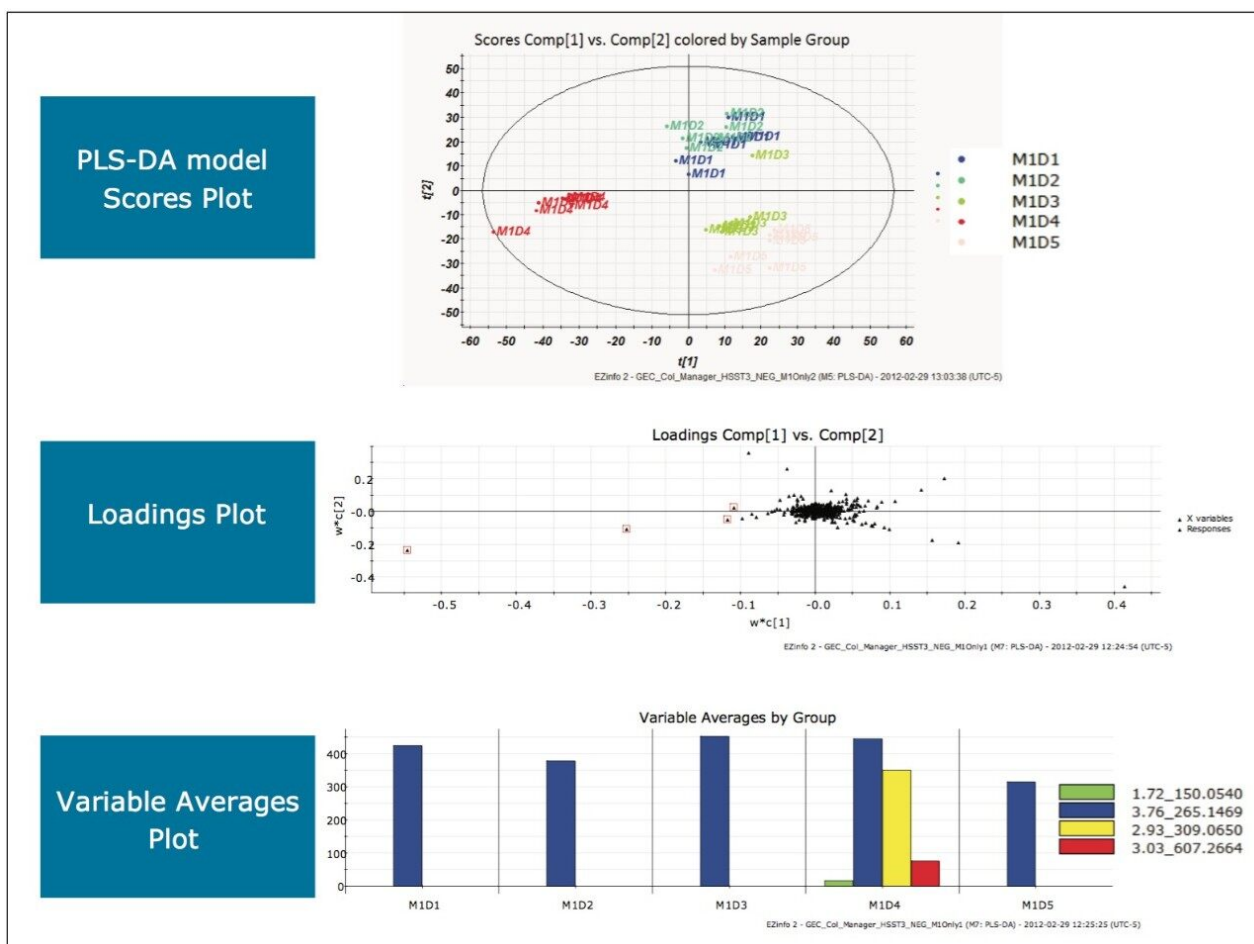 PLS-DA model
Scores Plot
Scores Comp[1] vs. Comp[2] colored by Sample Group
50
40
30
20
10
0
-10
-20
-30
-40
-50
t[2]
-60 -50 -40 -30 -20 -10 0 10 20 30 40 50 60
t[1]
M1D2
M1D1
M1D2
M1D2
M1D2
M1D1
M1D1
M1D3
M1D4
M1D4
M1D4
M1D3
M1D3
M1D5
M1D1
M1D2
M1D3
M1D4
M1D5
EZinfo 2 - GEC_Col_Manager_HSST3_NEG_M1Only2 (M5: PLS-DA) - 2012-02-29 13:03:38 (UTC-5)
Loadings Plot
Loadings Comp[1] vs. Comp[2]
0.2
-0.0
-0.2
-0.4
w*c[2]
-0.5 -0.4 -0.3 -0.2 -0.1 -0.0 0.1 0.2 0.3 0.4
w*c[1]
X variables
Responses
EZinfo 2 - GEC_Col_Manager_HSST3_NEG_M1Only1 (M7: PLS-DA) - 2012-02-29 12:24:54 (UTC-5)
Variable Averages
Plot
Variable Averages by Group
400
300
200
100
0
M1D1 M1D2 M1D3 M1D4 M1D5
1.72_150.0540
3.76_265.1469
2.93_309.0650
3.03_607.2664
EZinfo 2 - GEC_Col_Manager_HSST3_NEG_M1Only1 (M7: PLS-DA) - 2012-02-29 12:25:25 (UTC-5)